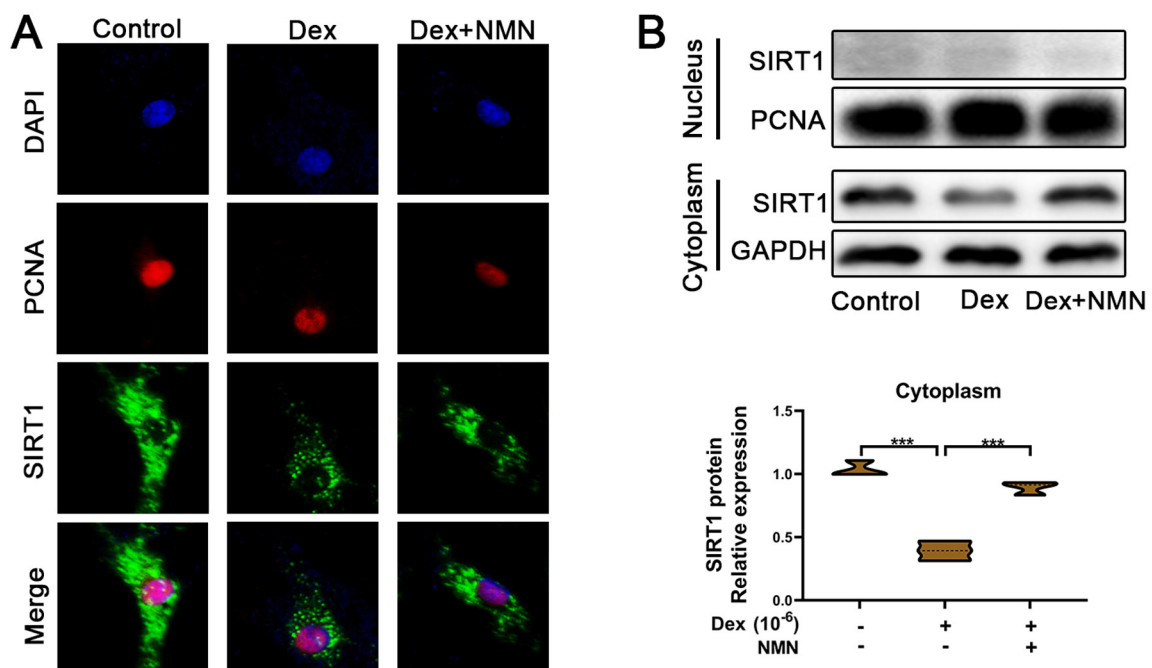 A
Control Dex Dex+NMN
DAPI
PCNA
SIRT1
Merge
B
Nucleus
SIRT1
PCNA
Cytoplasm
SIRT1
GAPDH
Control Dex Dex+NMN
Cytoplasm
SIRT1 protein
Relative expression
1.5
1.0
0.5
0.0
*** ***
Dex (10⁻⁶) - + +
NMN - - +